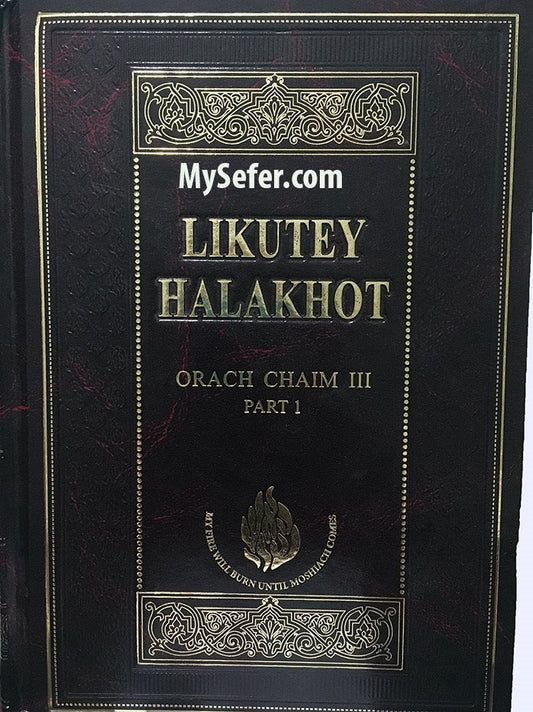 MySefer.com
LIKUTEY
HALAKHOT
ORACH CHAIM III
PART 1
MY FIRE WILL BURN UNTIL MOSHIACH COMES